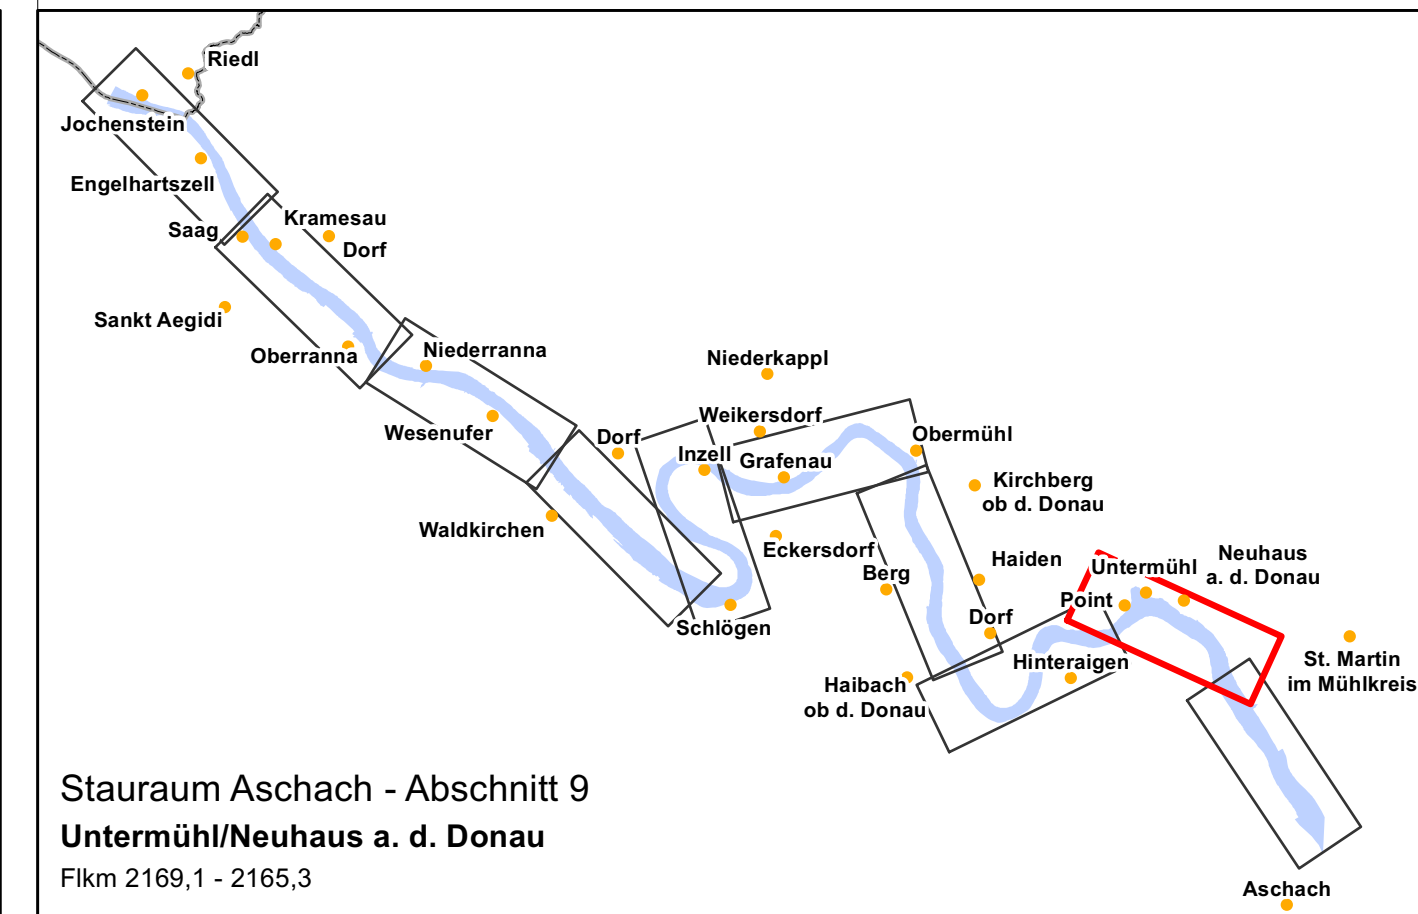 Riedl
Jochenstein
Engelhartszell
Saag
Kramesau
Dorf
Sankt Aegidi
Oberranna
Niederranna
Wesenufer
Niederkappl
Weikersdorf
Dorf
Inzell
Grafenau
Obermühl
Kirchberg
ob d. Donau
Waldkirchen
Eckersdorf
Berg
Haiden
Untermühl
Neuhaus
a. d. Donau
Point
Schlögen
Dorf
Hinteraigen
St. Martin
im Mühlkreis
Haibach
ob d. Donau
Stauraum Aschach - Abschnitt 9
Untermühl/Neuhaus a. d. Donau
Flkm 2169,1 - 2165,3
Aschach